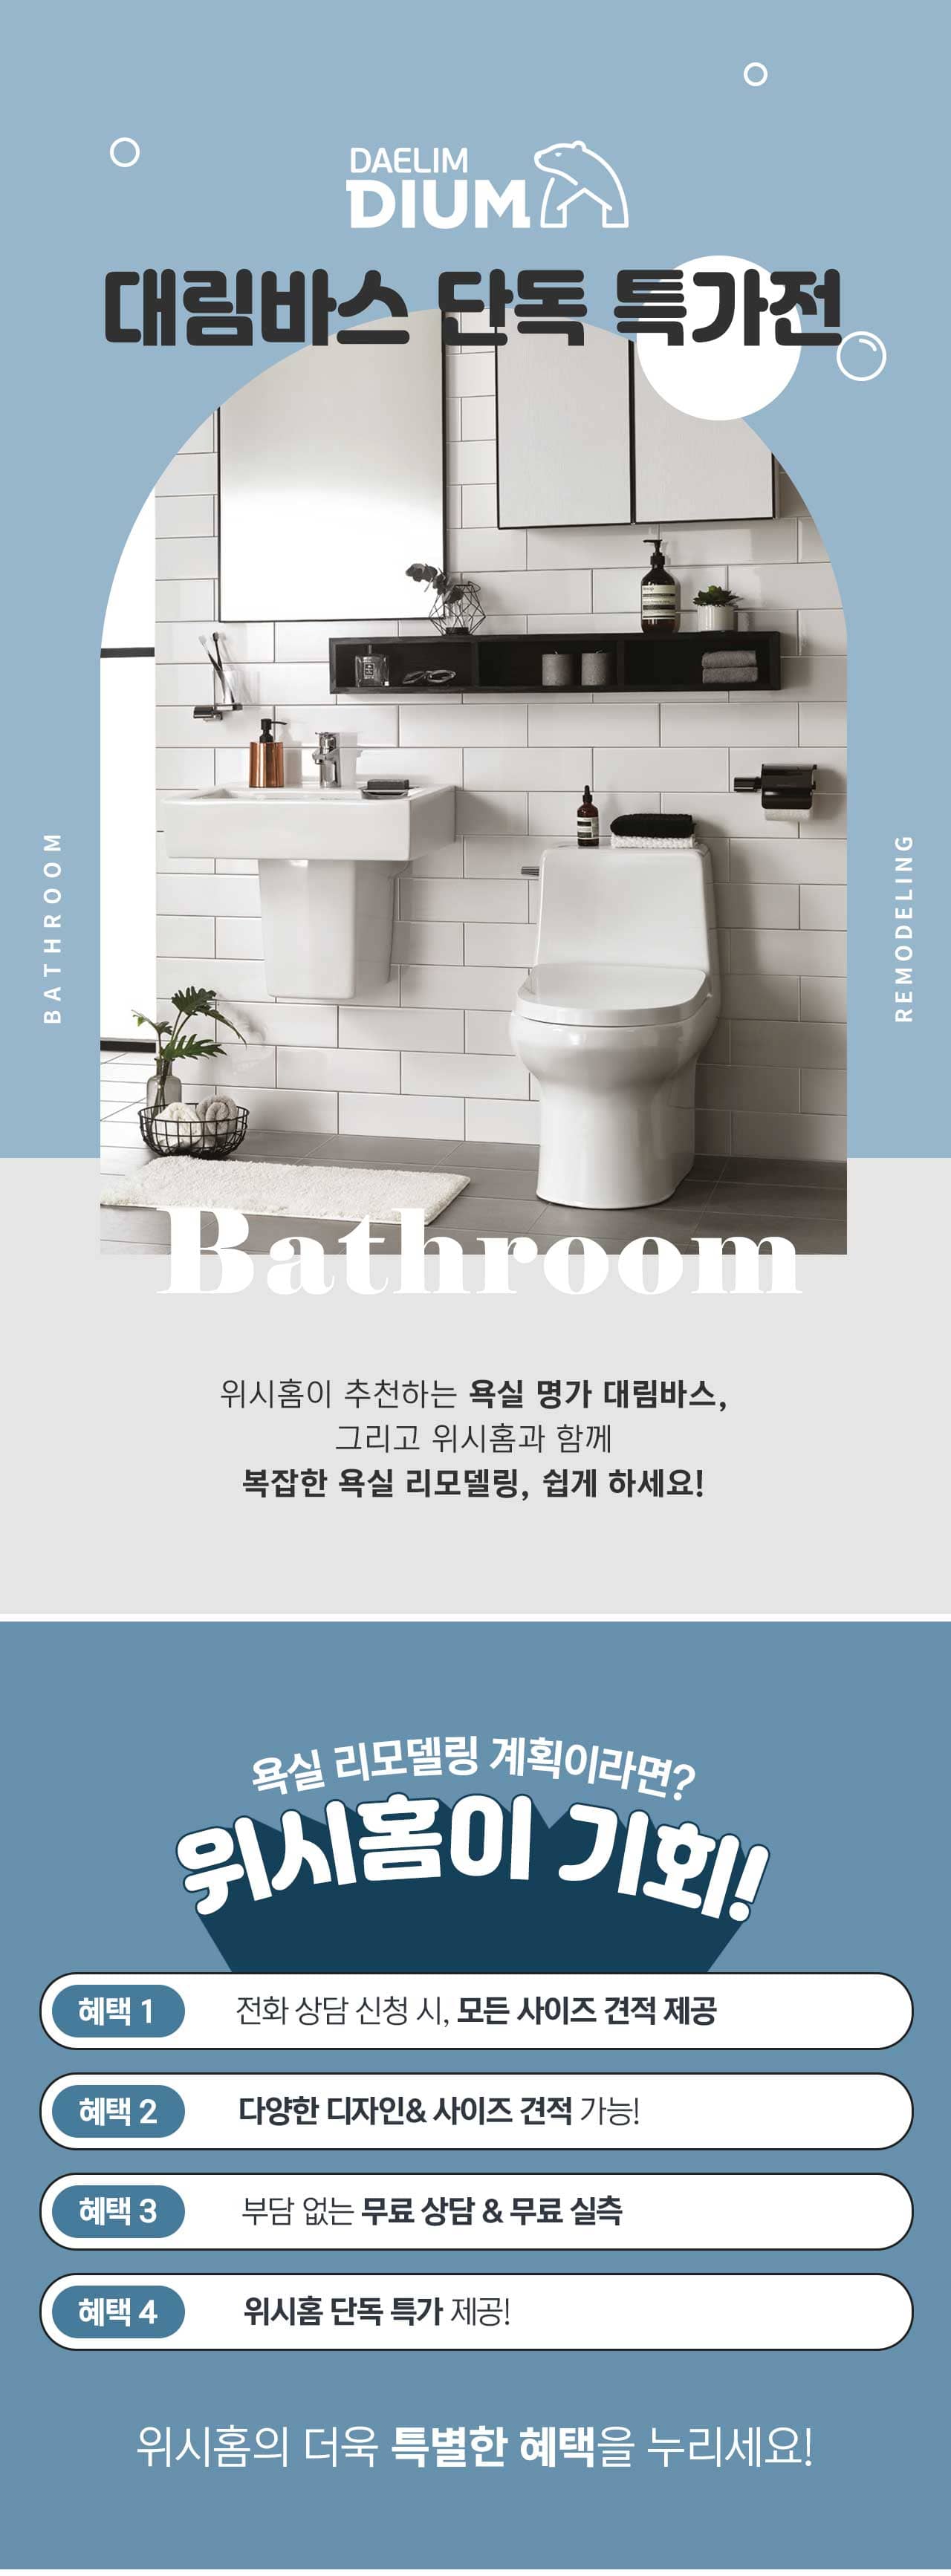 DAELIM
DIUM
대림바스 단독 특가전
BATHROOM
REMODELING
Bathroom
위시홈이 추천하는 욕실 명가 대림바스,
그리고 위시홈과 함께
복잡한 욕실 리모델링, 쉽게 하세요!
욕실 리모델링 계획이라면?
위시홈이 기회!
혜택 1 전화 상담 신청 시, 모든 사이즈 견적 제공
혜택 2 다양한 디자인& 사이즈 견적 가능!
혜택 3 부담 없는 무료 상담 & 무료 실측
혜택 4 위시홈 단독 특가 제공!
위시홈의 더욱 특별한 혜택을 누리세요!